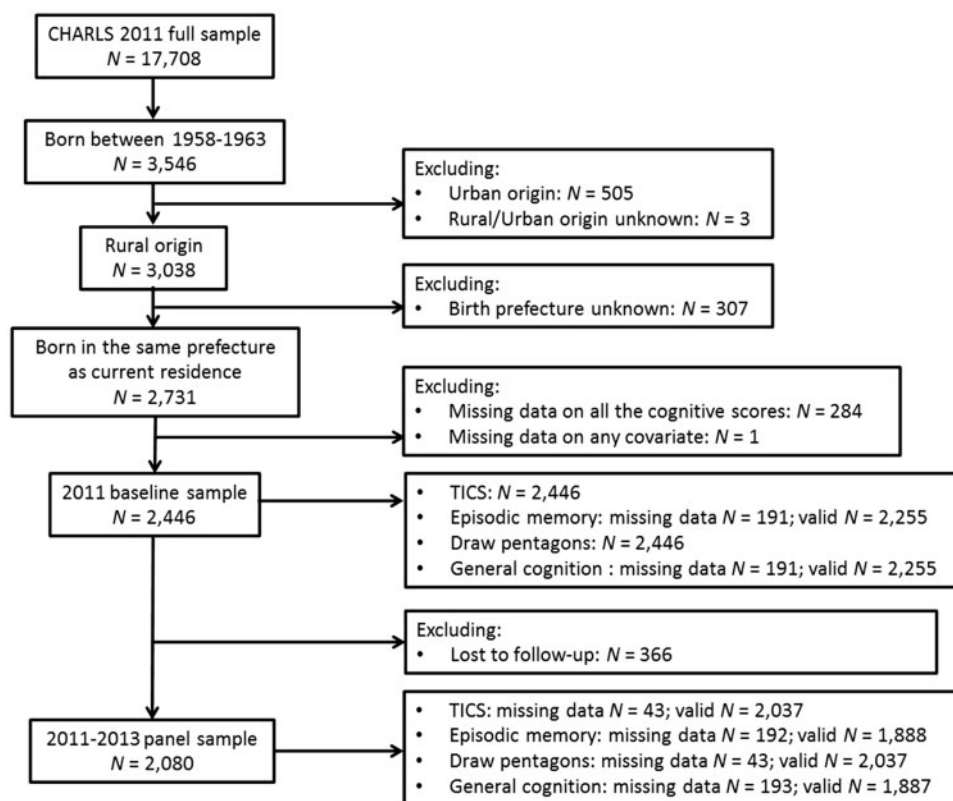 CHARLS 2011 full sample
N = 17,708
Born between 1958-1963
N = 3,546
Excluding:
• Urban origin: N = 505
• Rural/Urban origin unknown: N = 3
Rural origin
N = 3,038
Excluding:
• Birth prefecture unknown: N = 307
Born in the same prefecture
as current residence
N = 2,731
Excluding:
• Missing data on all the cognitive scores: N = 284
• Missing data on any covariate: N = 1
2011 baseline sample
N = 2,446
• TICS: N = 2,446
• Episodic memory: missing data N = 191; valid N = 2,255
• Draw pentagons: N = 2,446
• General cognition : missing data N = 191; valid N = 2,255
Excluding:
• Lost to follow-up: N = 366
2011-2013 panel sample
N = 2,080
• TICS: missing data N = 43; valid N = 2,037
• Episodic memory: missing data N = 192; valid N = 1,888
• Draw pentagons: missing data N = 43; valid N = 2,037
• General cognition: missing data N = 193; valid N = 1,887